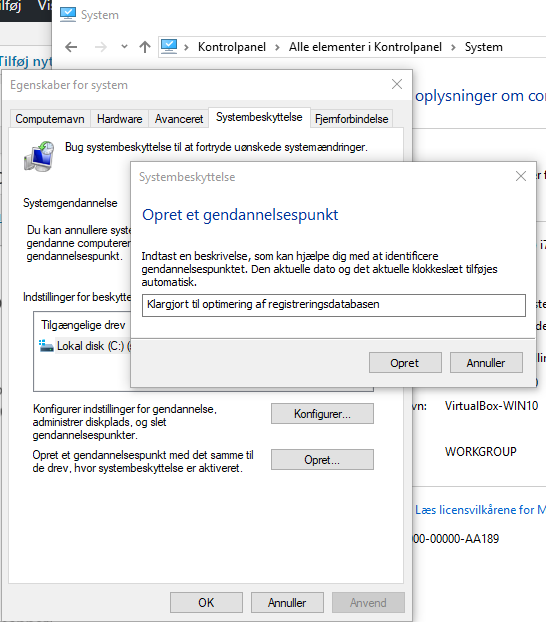 ilføj
Vis
System
Kontrolpanel > Alle elementer i Kontrolpanel > System
Tilføj nyt
Egenskaber for system
oplysninger om
Computernavn Hardware Avanceret Systembeskyttelse Fjernforbindelse
Bug systembeskyttelse til at fortryde uønskede systemændringer.
Systembeskyttelse
Opret et gendannelsespunkt
Systemgendannelse
Du kan annullere
gendanne computeren
gendannelsespunkt.
Indtast en beskrivelse, som kan hjælpe dig med at identificere
gendannelsespunktet. Den aktuelle dato og det aktuelle klokkeslæt tilføjes
automatisk.
Klargjort til optimering af registreringsdatabasen
Indstillinger for
Tilgængelige drev
Lokal disk (C:)
Opret Annuller
Konfigurer indstillinger for gendannelse,
administrer diskplads, og slet
gendannelsespunkter.
Konfigurer...
vn: VirtualBox-WIN10
Opret et gendannelsespunkt med det samme til
de drev, hvor systembeskyttelse er aktiveret.
Opret...
WORKGROUP
Læs licensvilkårene for M
00-00000-AA189
OK Annuller Anvend